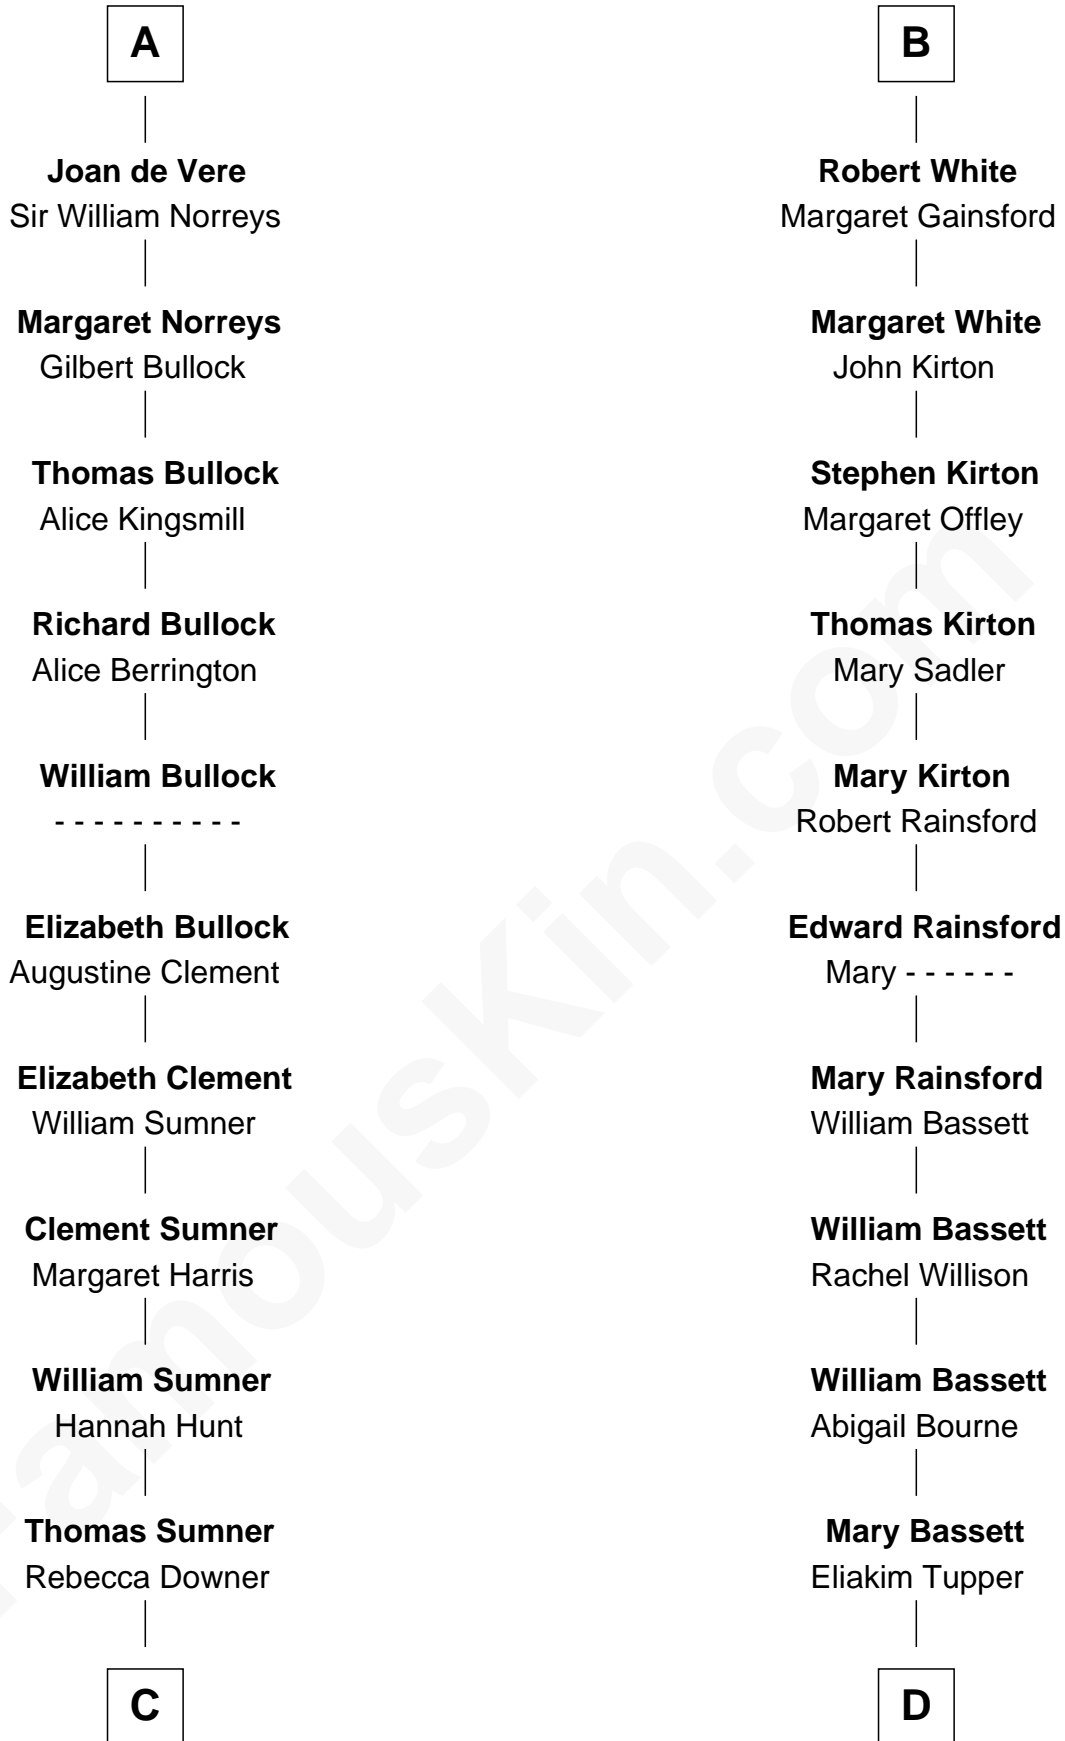 A
Joan de Vere
Sir William Norreys
Margaret Norreys
Gilbert Bullock
Thomas Bullock
Alice Kingsmill
Richard Bullock
Alice Berrington
William Bullock
- - - - - - - - - -
Elizabeth Bullock
Augustine Clement
Elizabeth Clement
William Sumner
Clement Sumner
Margaret Harris
William Sumner
Hannah Hunt
Thomas Sumner
Rebecca Downer
C
B
Robert White
Margaret Gainsford
Margaret White
John Kirton
Stephen Kirton
Margaret Offley
Thomas Kirton
Mary Sadler
Mary Kirton
Robert Rainsford
Edward Rainsford
Mary - - - - - -
Mary Rainsford
William Bassett
William Bassett
Rachel Willison
William Bassett
Abigail Bourne
Mary Bassett
Eliakim Tupper
D
FamousKin.com